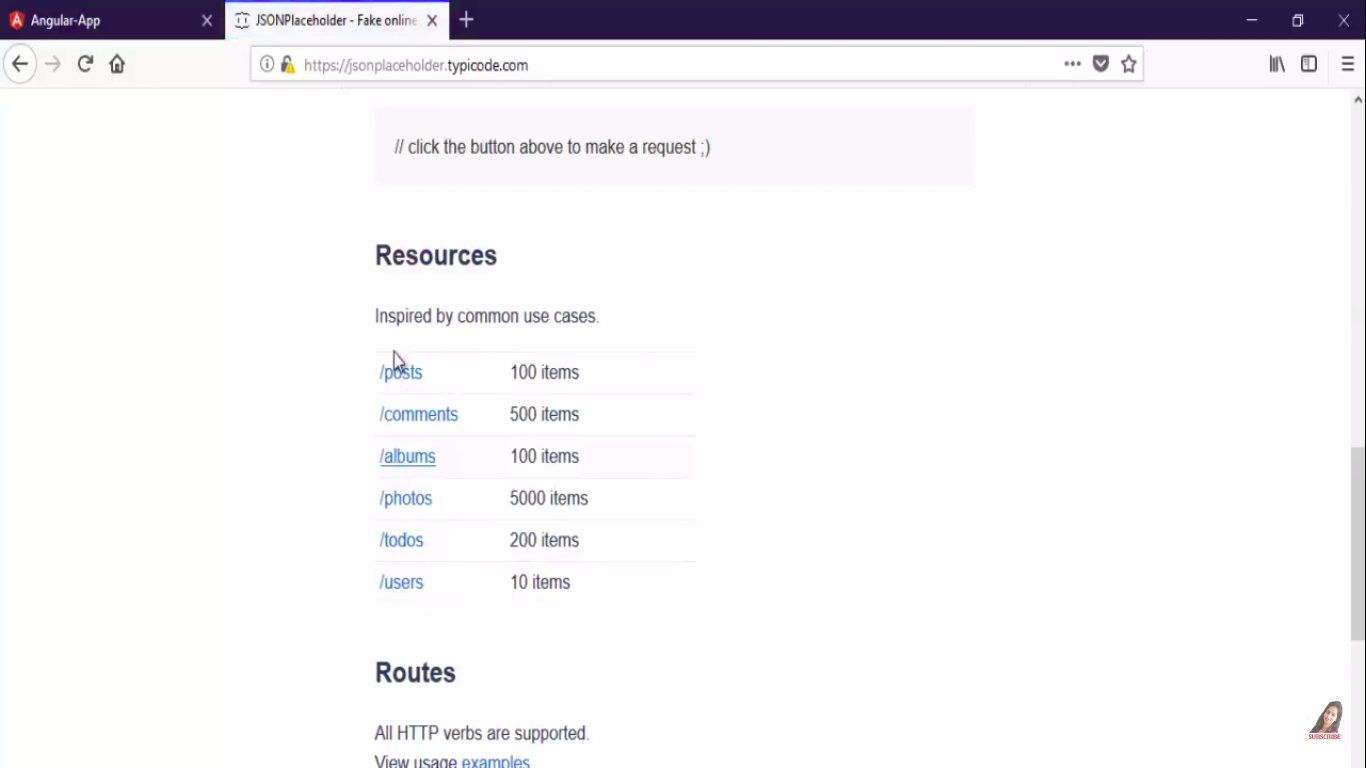 Angular-App
JSONPlaceholder - Fake online
https://jsonplaceholder.typicode.com
// click the button above to make a request ;)
Resources
Inspired by common use cases.
/posts 100 items
/comments 500 items
/albums 100 items
/photos 5000 items
/todos 200 items
/users 10 items
Routes
All HTTP verbs are supported.
View usage examples
SUBSCRIBE